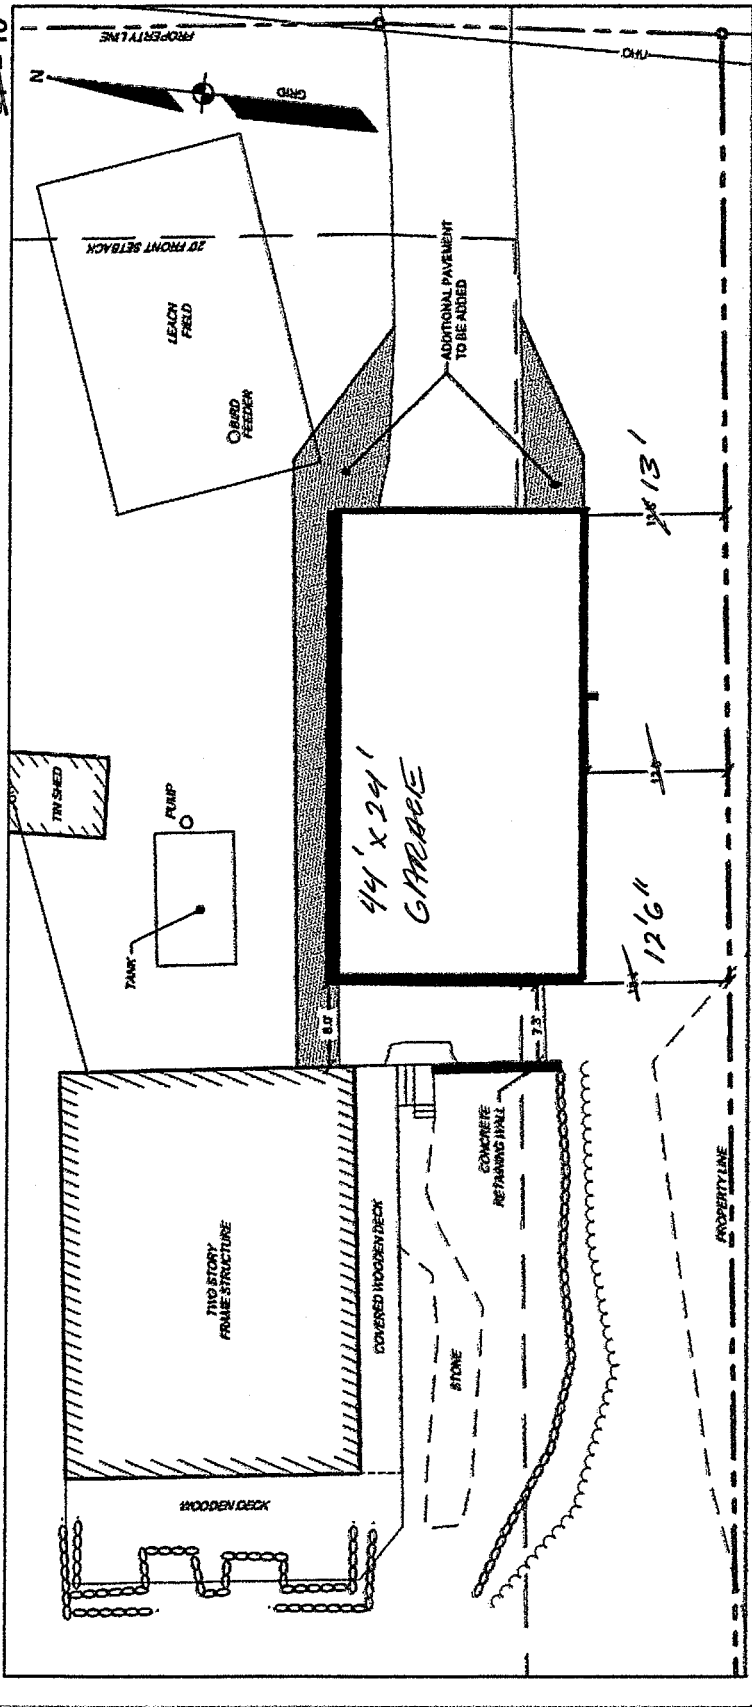 PROPERTY LINE
N
GRID
OHU
20' FRONT SETBACK
LEACH
FIELD
BIRD
FEEDER
ADDITIONAL PAVEMENT
TO BE ADDED
13'
TIN SHED
PUMP
TANK
44' x 24'
GARAGE
12'6"
8.0'
7.3'
CONCRETE
RETAINING WALL
TWO STORY
FRAME STRUCTURE
COVERED WOODEN DECK
STONE
WOODEN DECK
PROPERTY LINE